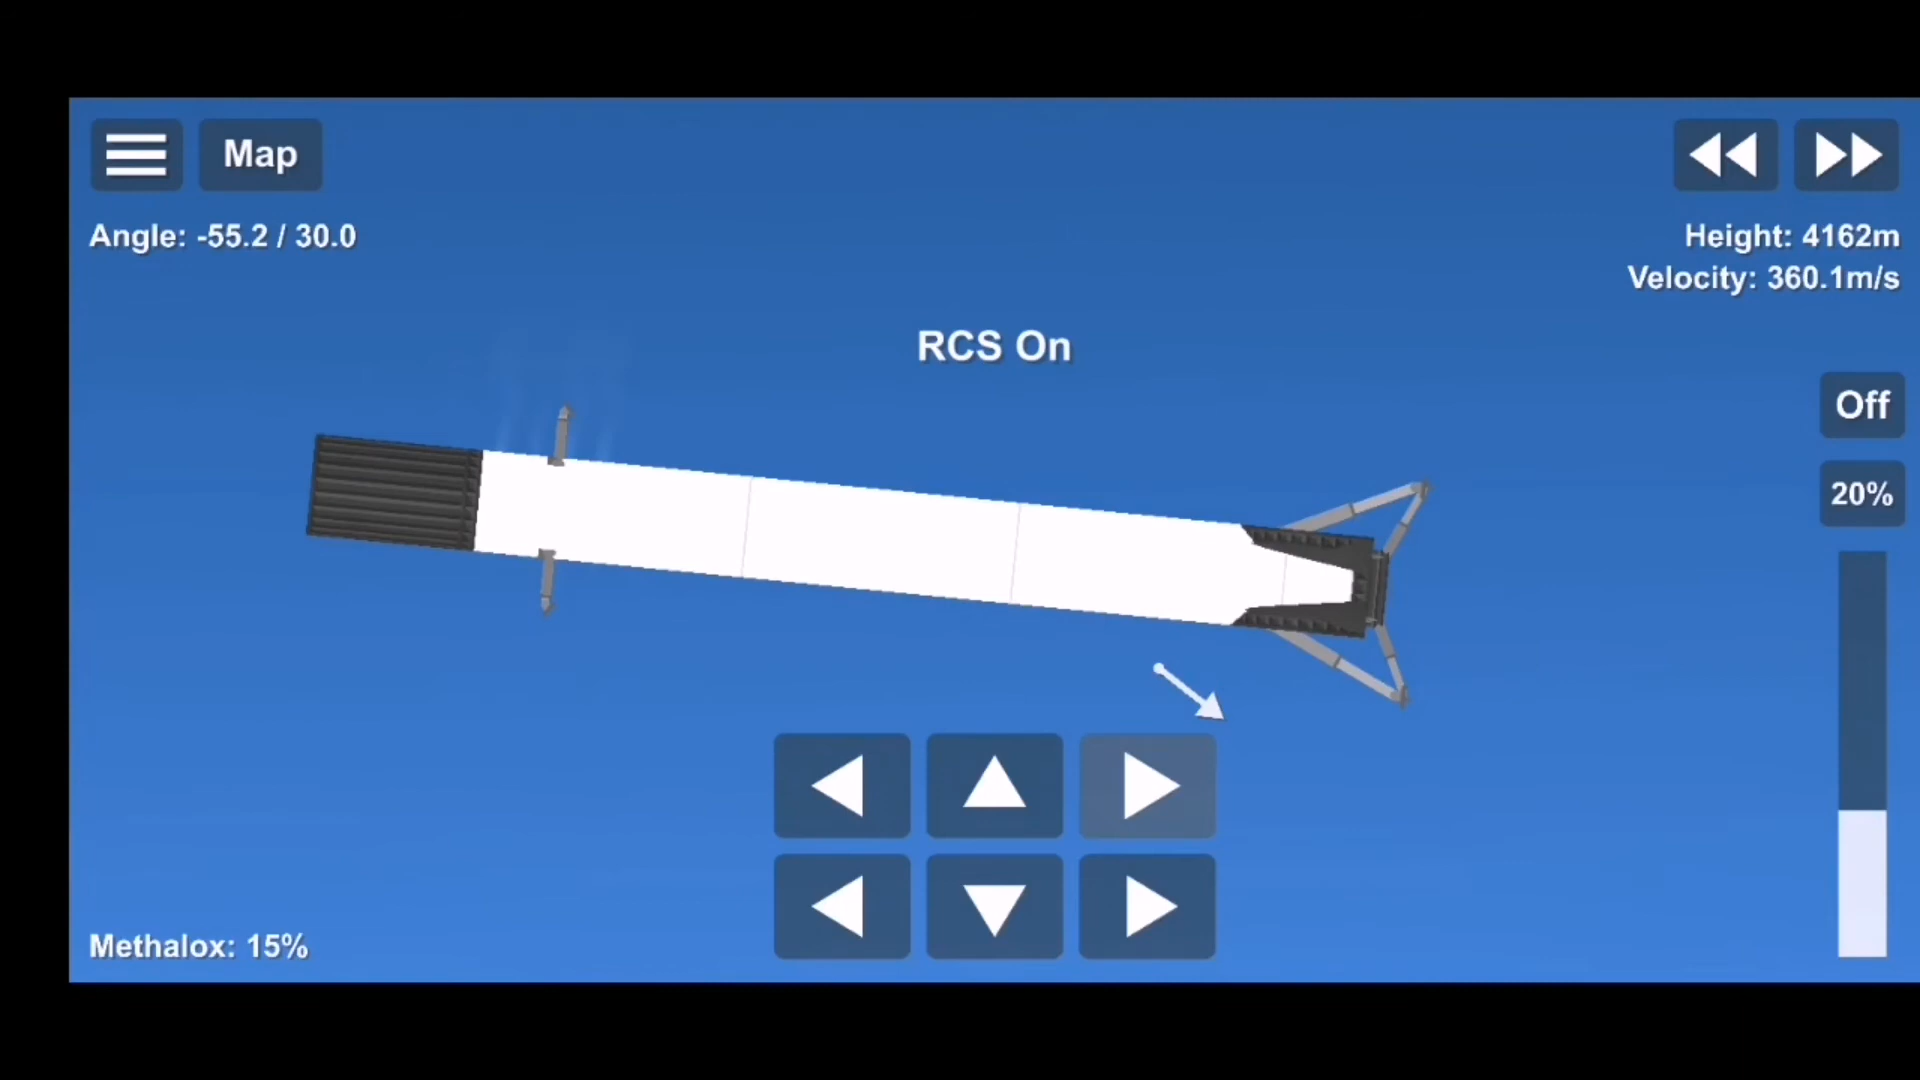 Map
Angle: -55.2 / 30.0
Height: 4162m
Velocity: 360.1m/s
RCS On
Off
20%
Methalox: 15%